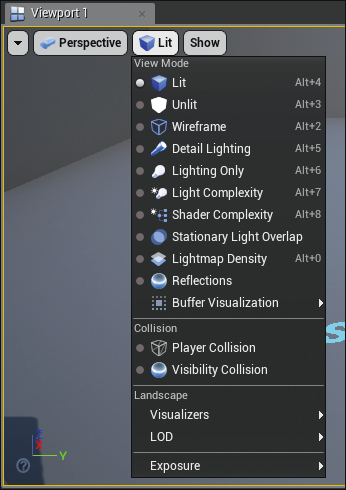 Viewport 1
Perspective Lit Show
View Mode
Lit Alt+4
Unlit Alt+3
Wireframe Alt+2
Detail Lighting Alt+5
Lighting Only Alt+6
Light Complexity Alt+7
Shader Complexity Alt+8
Stationary Light Overlap
Lightmap Density Alt+0
Reflections
Buffer Visualization
Collision
Player Collision
Visibility Collision
Landscape
Visualizers
LOD
Exposure
Z
X
Y
?